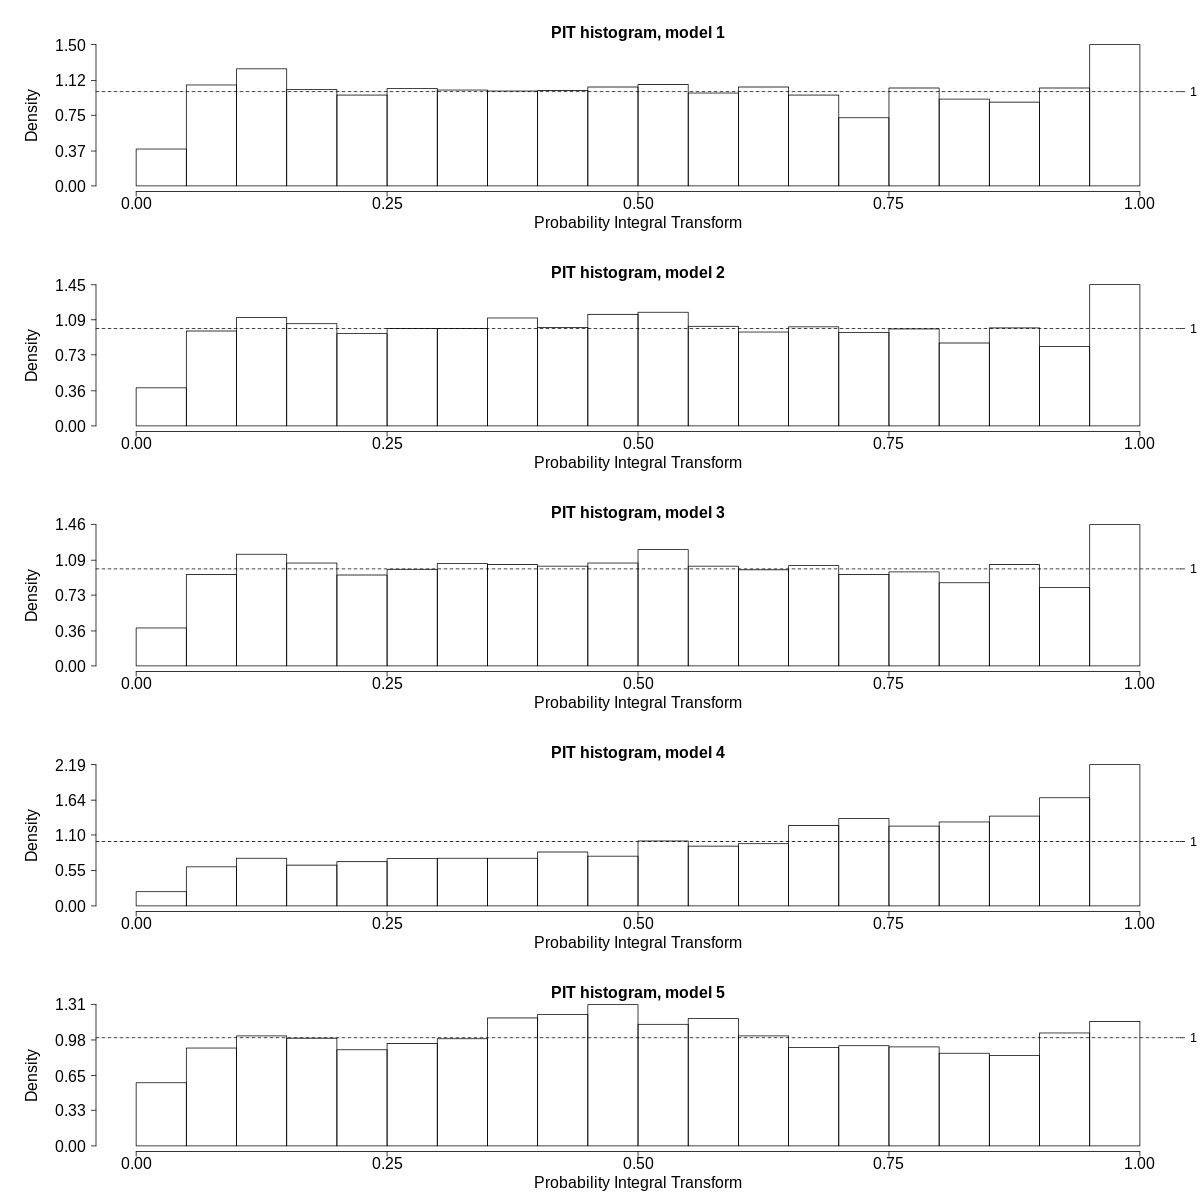 PIT histogram, model 1
1.50
1.12
0.75
0.37
0.00
Density
1
0.00 0.25 0.50 0.75 1.00
Probability Integral Transform
PIT histogram, model 2
1.45
1.09
0.73
0.36
0.00
Density
1
0.00 0.25 0.50 0.75 1.00
Probability Integral Transform
PIT histogram, model 3
1.46
1.09
0.73
0.36
0.00
Density
1
0.00 0.25 0.50 0.75 1.00
Probability Integral Transform
PIT histogram, model 4
2.19
1.64
1.10
0.55
0.00
Density
1
0.00 0.25 0.50 0.75 1.00
Probability Integral Transform
PIT histogram, model 5
1.31
0.98
0.65
0.33
0.00
Density
1
0.00 0.25 0.50 0.75 1.00
Probability Integral Transform